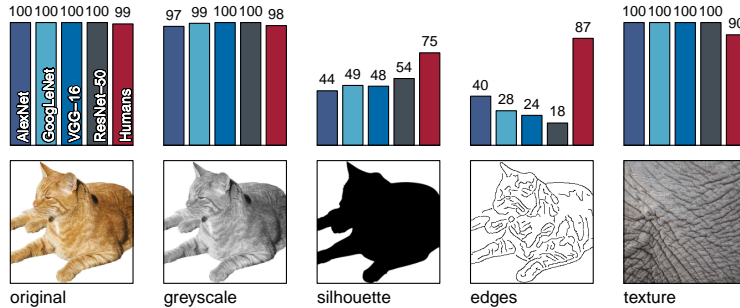 100 100 100 100 99
AlexNet
GoogLeNet
VGG−16
ResNet−50
Humans
97 99 100 100 98
44 49 48 54 75
40 28 24 18 87
100 100 100 100 90
original
greyscale
silhouette
edges
texture